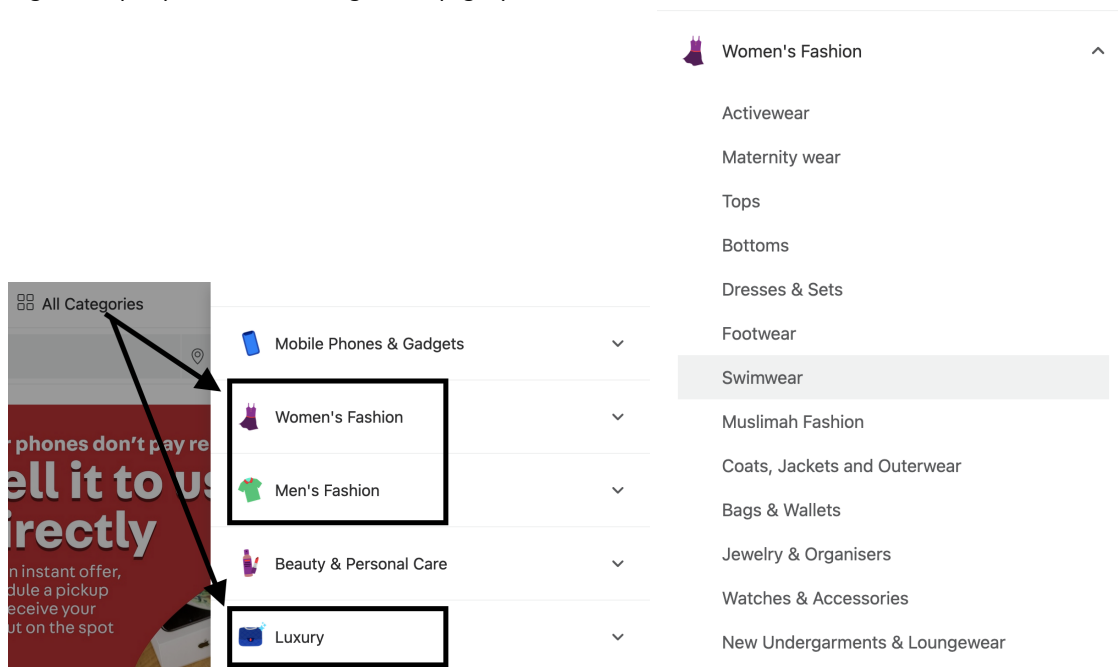 All Categories
r phones don't pay re
ell it to us
irectly
n instant offer,
dule a pickup
eceive your
ut on the spot
Mobile Phones & Gadgets
Women's Fashion
Men's Fashion
Beauty & Personal Care
Luxury
Women's Fashion
Activewear
Maternity wear
Tops
Bottoms
Dresses & Sets
Footwear
Swimwear
Muslimah Fashion
Coats, Jackets and Outerwear
Bags & Wallets
Jewelry & Organisers
Watches & Accessories
New Undergarments & Loungewear